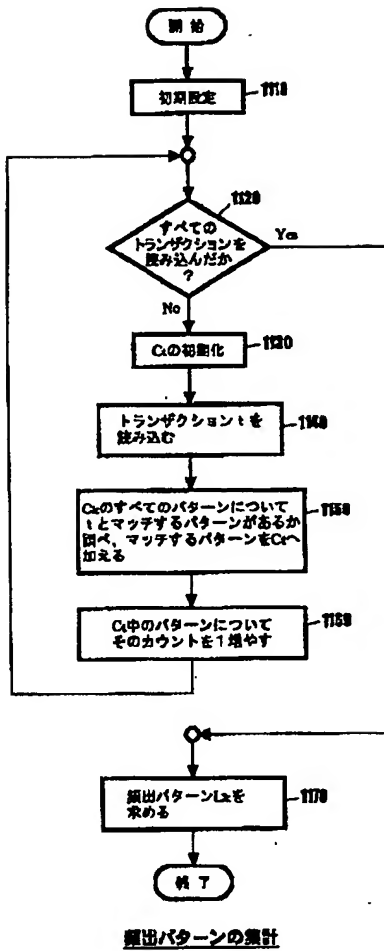 開 始
初期設定
1110
1120
すべての
トランザクションを
読み込んだか
?
Yes
No
Ctの初期化
1130
トランザクション t を
読み込む
1140
Ckのすべてのパターンについて
t とマッチするパターンがあるか
調べ、マッチするパターンをCtへ
加える
1150
Ct中のパターンについて
そのカウントを1増やす
1160
頻出パターンLkを
求める
1170
終 了
頻出パターンの集計